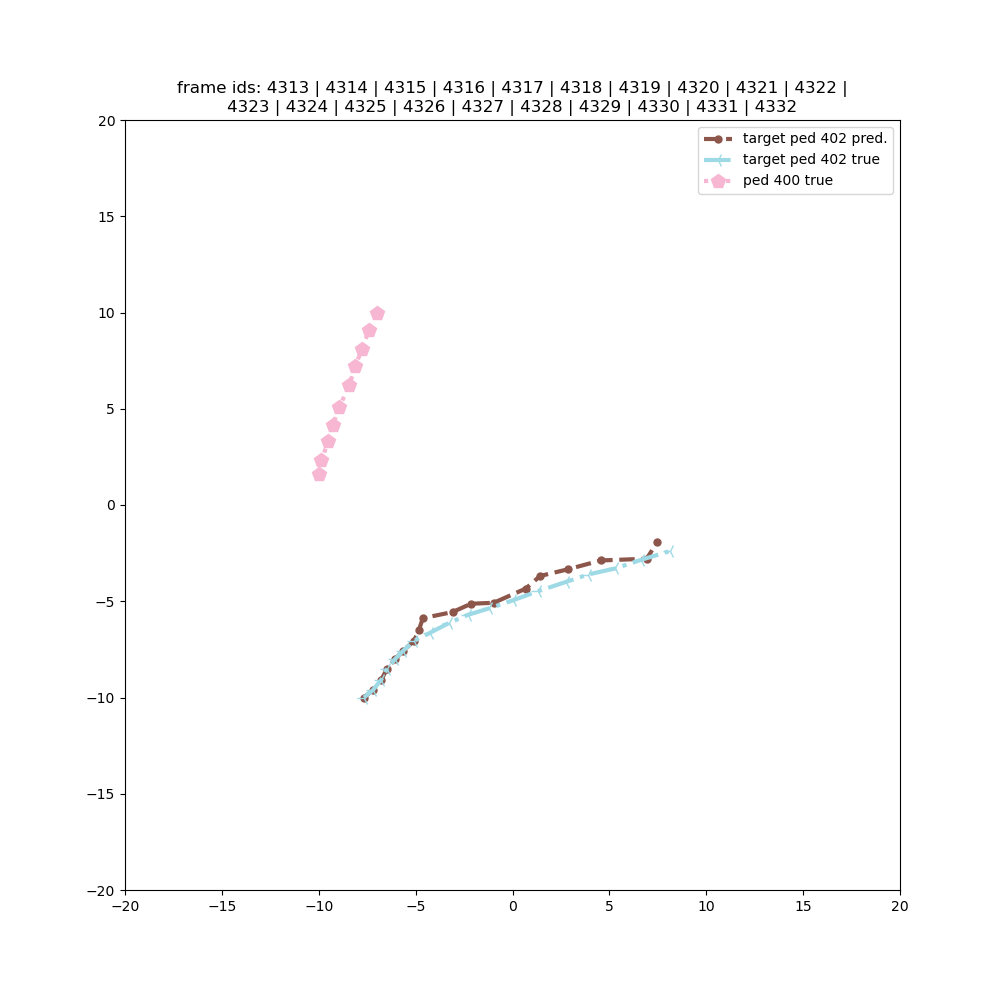 frame ids: 4313 | 4314 | 4315 | 4316 | 4317 | 4318 | 4319 | 4320 | 4321 | 4322 |
4323 | 4324 | 4325 | 4326 | 4327 | 4328 | 4329 | 4330 | 4331 | 4332
target ped 402 pred.
target ped 402 true
ped 400 true
20
15
10
5
0
−5
−10
−15
−20
−20 −15 −10 −5 0 5 10 15 20